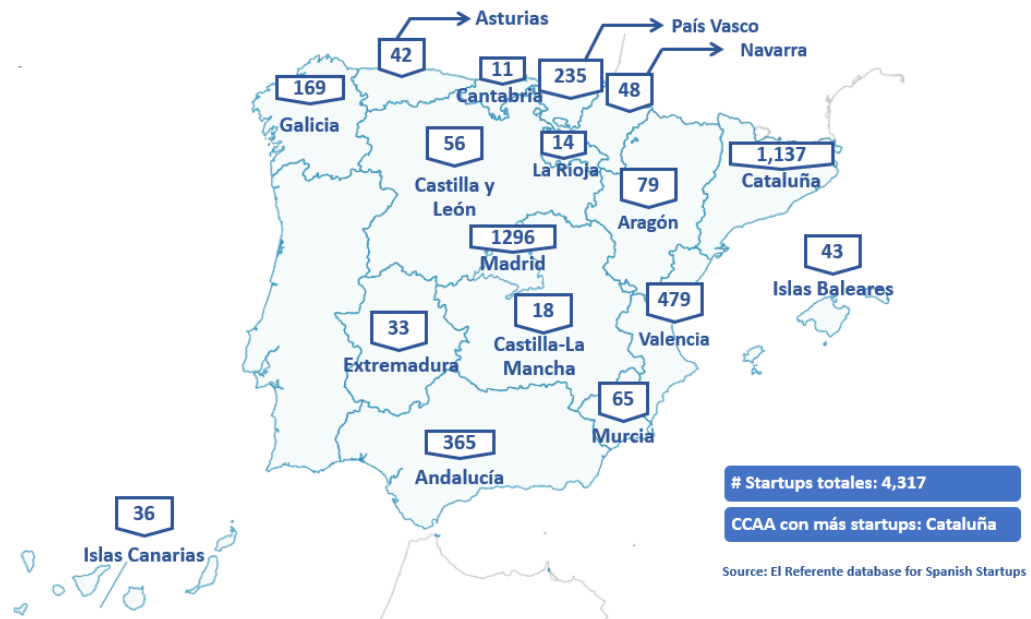 Asturias
42
País Vasco
11
Cantabria
235
Navarra
48
169
Galicia
56
Castilla y
León
14
La Rioja
1,137
Cataluña
79
Aragón
1296
Madrid
43
Islas Baleares
479
Valencia
33
Extremadura
18
Castilla-La
Mancha
65
Murcia
365
Andalucía
# Startups totales: 4,317
CCAA con más startups: Cataluña
36
Islas Canarias
Source: El Referente database for Spanish Startups